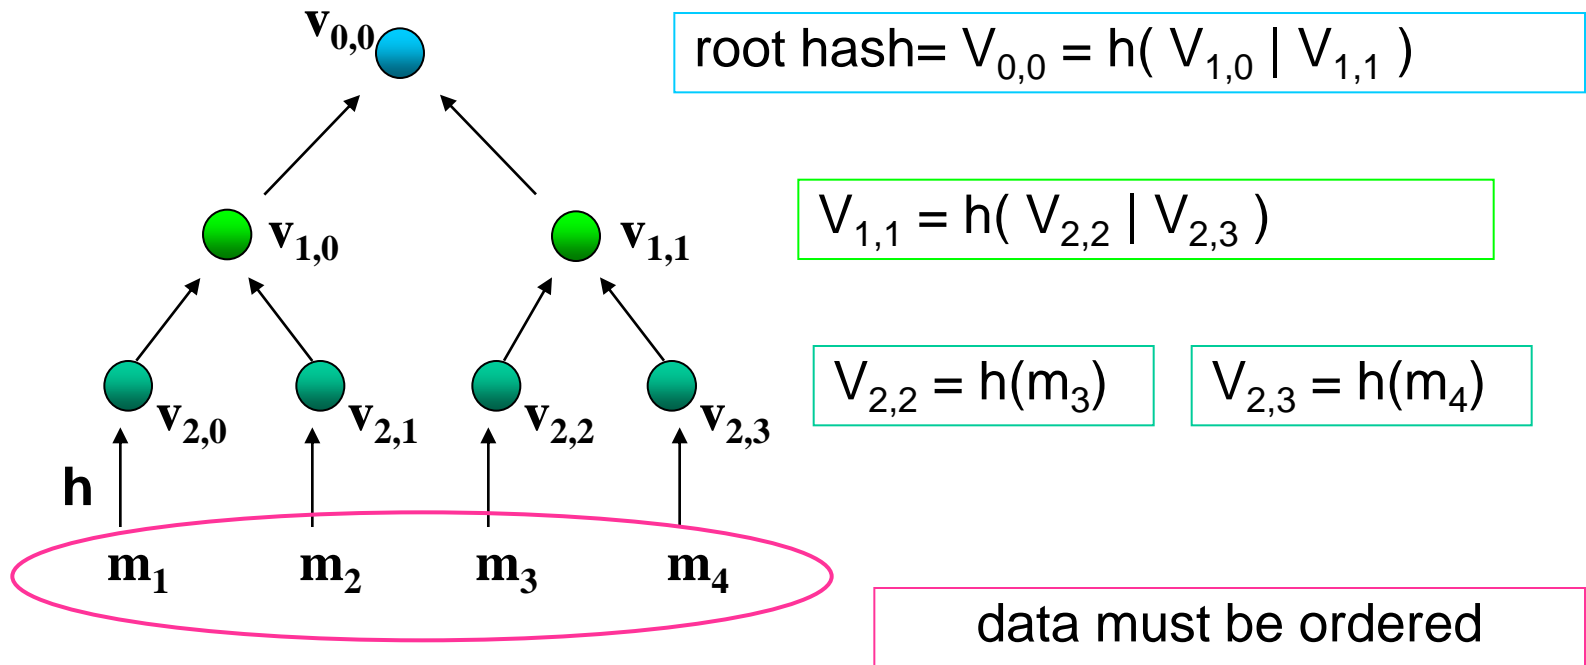 v0,0
root hash= V0,0 = h( V1,0 | V1,1 )
v1,0
v1,1
V1,1 = h( V2,2 | V2,3 )
v2,0
v2,1
v2,2
v2,3
V2,2 = h(m3)
V2,3 = h(m4)
h
m1
m2
m3
m4
data must be ordered